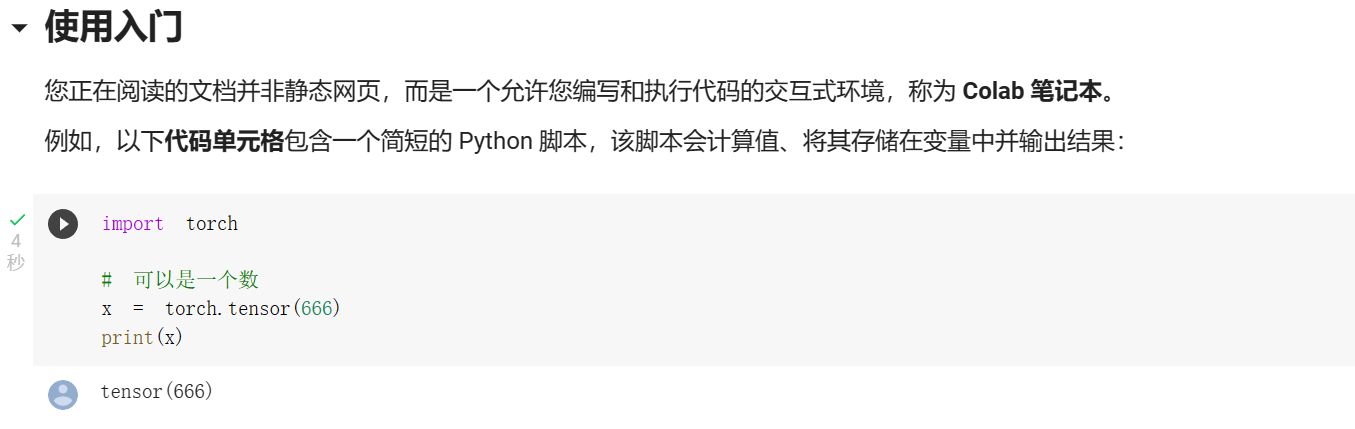 使用入门
您正在阅读的文档并非静态网页，而是一个允许您编写和执行代码的交互式环境，称为 Colab 笔记本。
例如，以下代码单元格包含一个简短的 Python 脚本，该脚本会计算值、将其存储在变量中并输出结果：
4
秒
import torch
# 可以是一个数
x = torch.tensor(666)
print(x)
tensor(666)